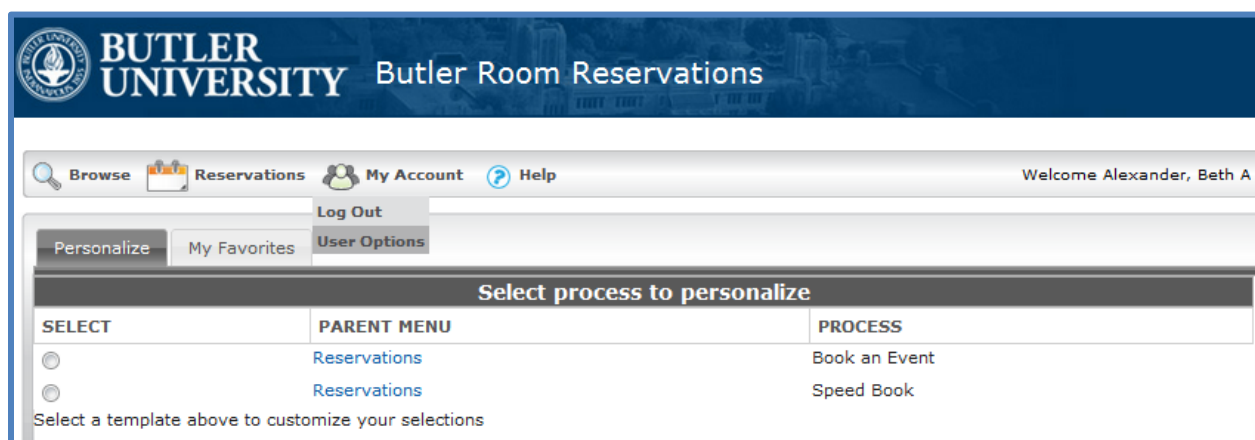 BUTLER
UNIVERSITY Butler Room Reservations
Browse Reservations My Account Help Welcome Alexander, Beth A
Log Out
User Options
Personalize My Favorites
Select process to personalize
SELECT PARENT MENU PROCESS
Reservations Book an Event
Reservations Speed Book
Select a template above to customize your selections